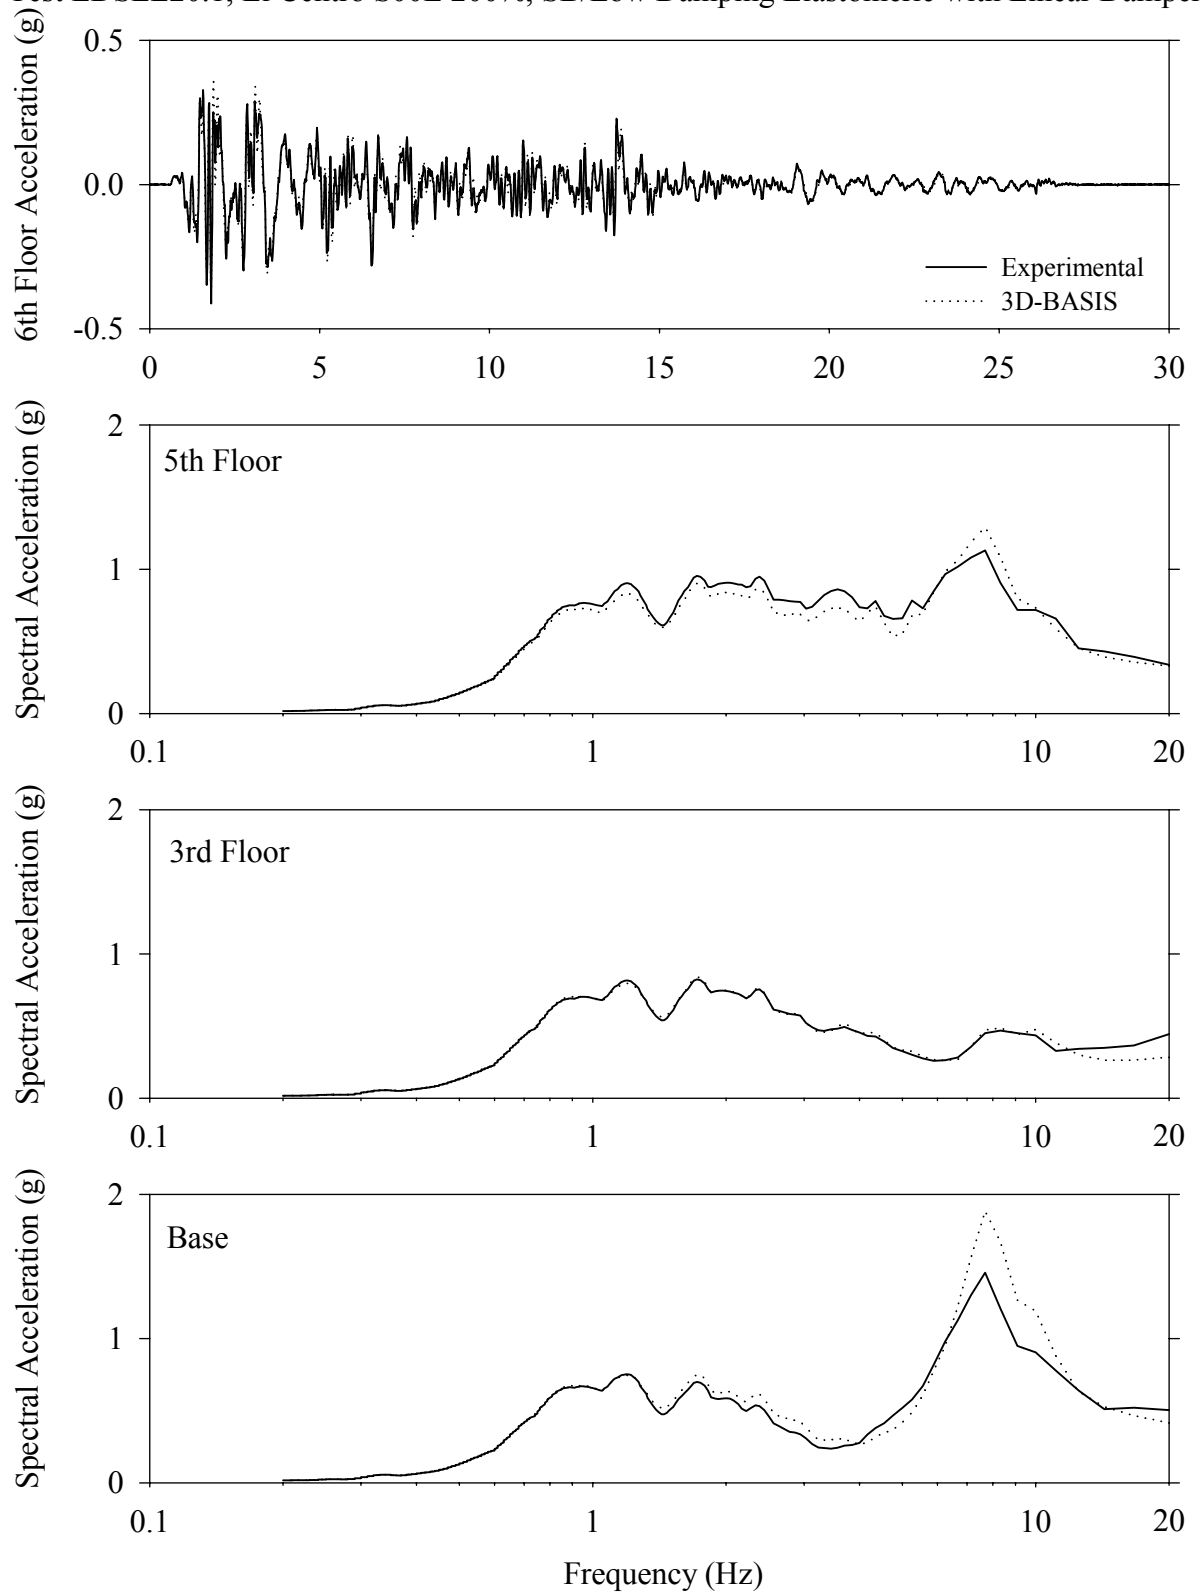 6th Floor Acceleration (g)
0.5
0.0
-0.5
Experimental
3D-BASIS
0 5 10 15 20 25 30
Spectral Acceleration (g)
2
1
0
5th Floor
0.1 1 10 20
Spectral Acceleration (g)
2
1
0
3rd Floor
0.1 1 10 20
Spectral Acceleration (g)
2
1
0
Base
0.1 1 10 20
Frequency (Hz)